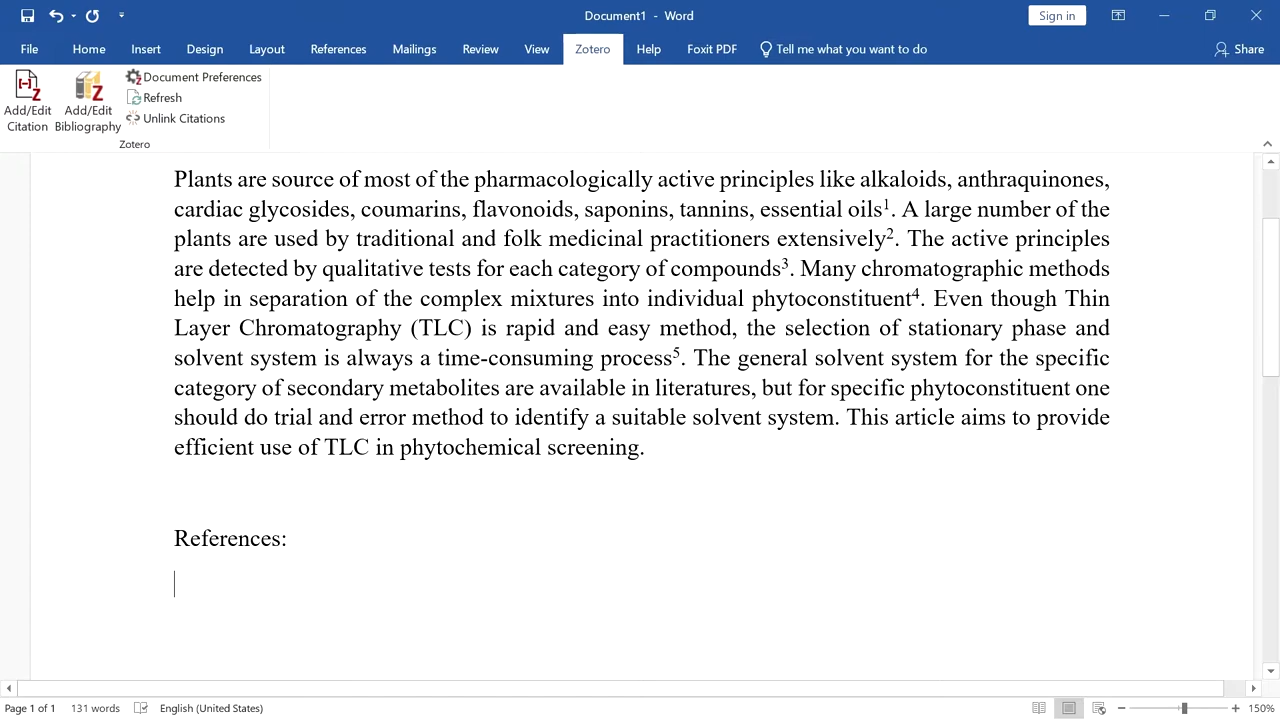 Document1 - Word
Sign in
File Home Insert Design Layout References Mailings Review View Zotero Help Foxit PDF Tell me what you want to do Share
Add/Edit Citation
Add/Edit Bibliography
Document Preferences
Refresh
Unlink Citations
Zotero
Plants are source of most of the pharmacologically active principles like alkaloids, anthraquinones,
cardiac glycosides, coumarins, flavonoids, saponins, tannins, essential oils¹. A large number of the
plants are used by traditional and folk medicinal practitioners extensively². The active principles
are detected by qualitative tests for each category of compounds³. Many chromatographic methods
help in separation of the complex mixtures into individual phytoconstituent⁴. Even though Thin
Layer Chromatography (TLC) is rapid and easy method, the selection of stationary phase and
solvent system is always a time-consuming process⁵. The general solvent system for the specific
category of secondary metabolites are available in literatures, but for specific phytoconstituent one
should do trial and error method to identify a suitable solvent system. This article aims to provide
efficient use of TLC in phytochemical screening.
References:
Page 1 of 1 131 words English (United States) 150%